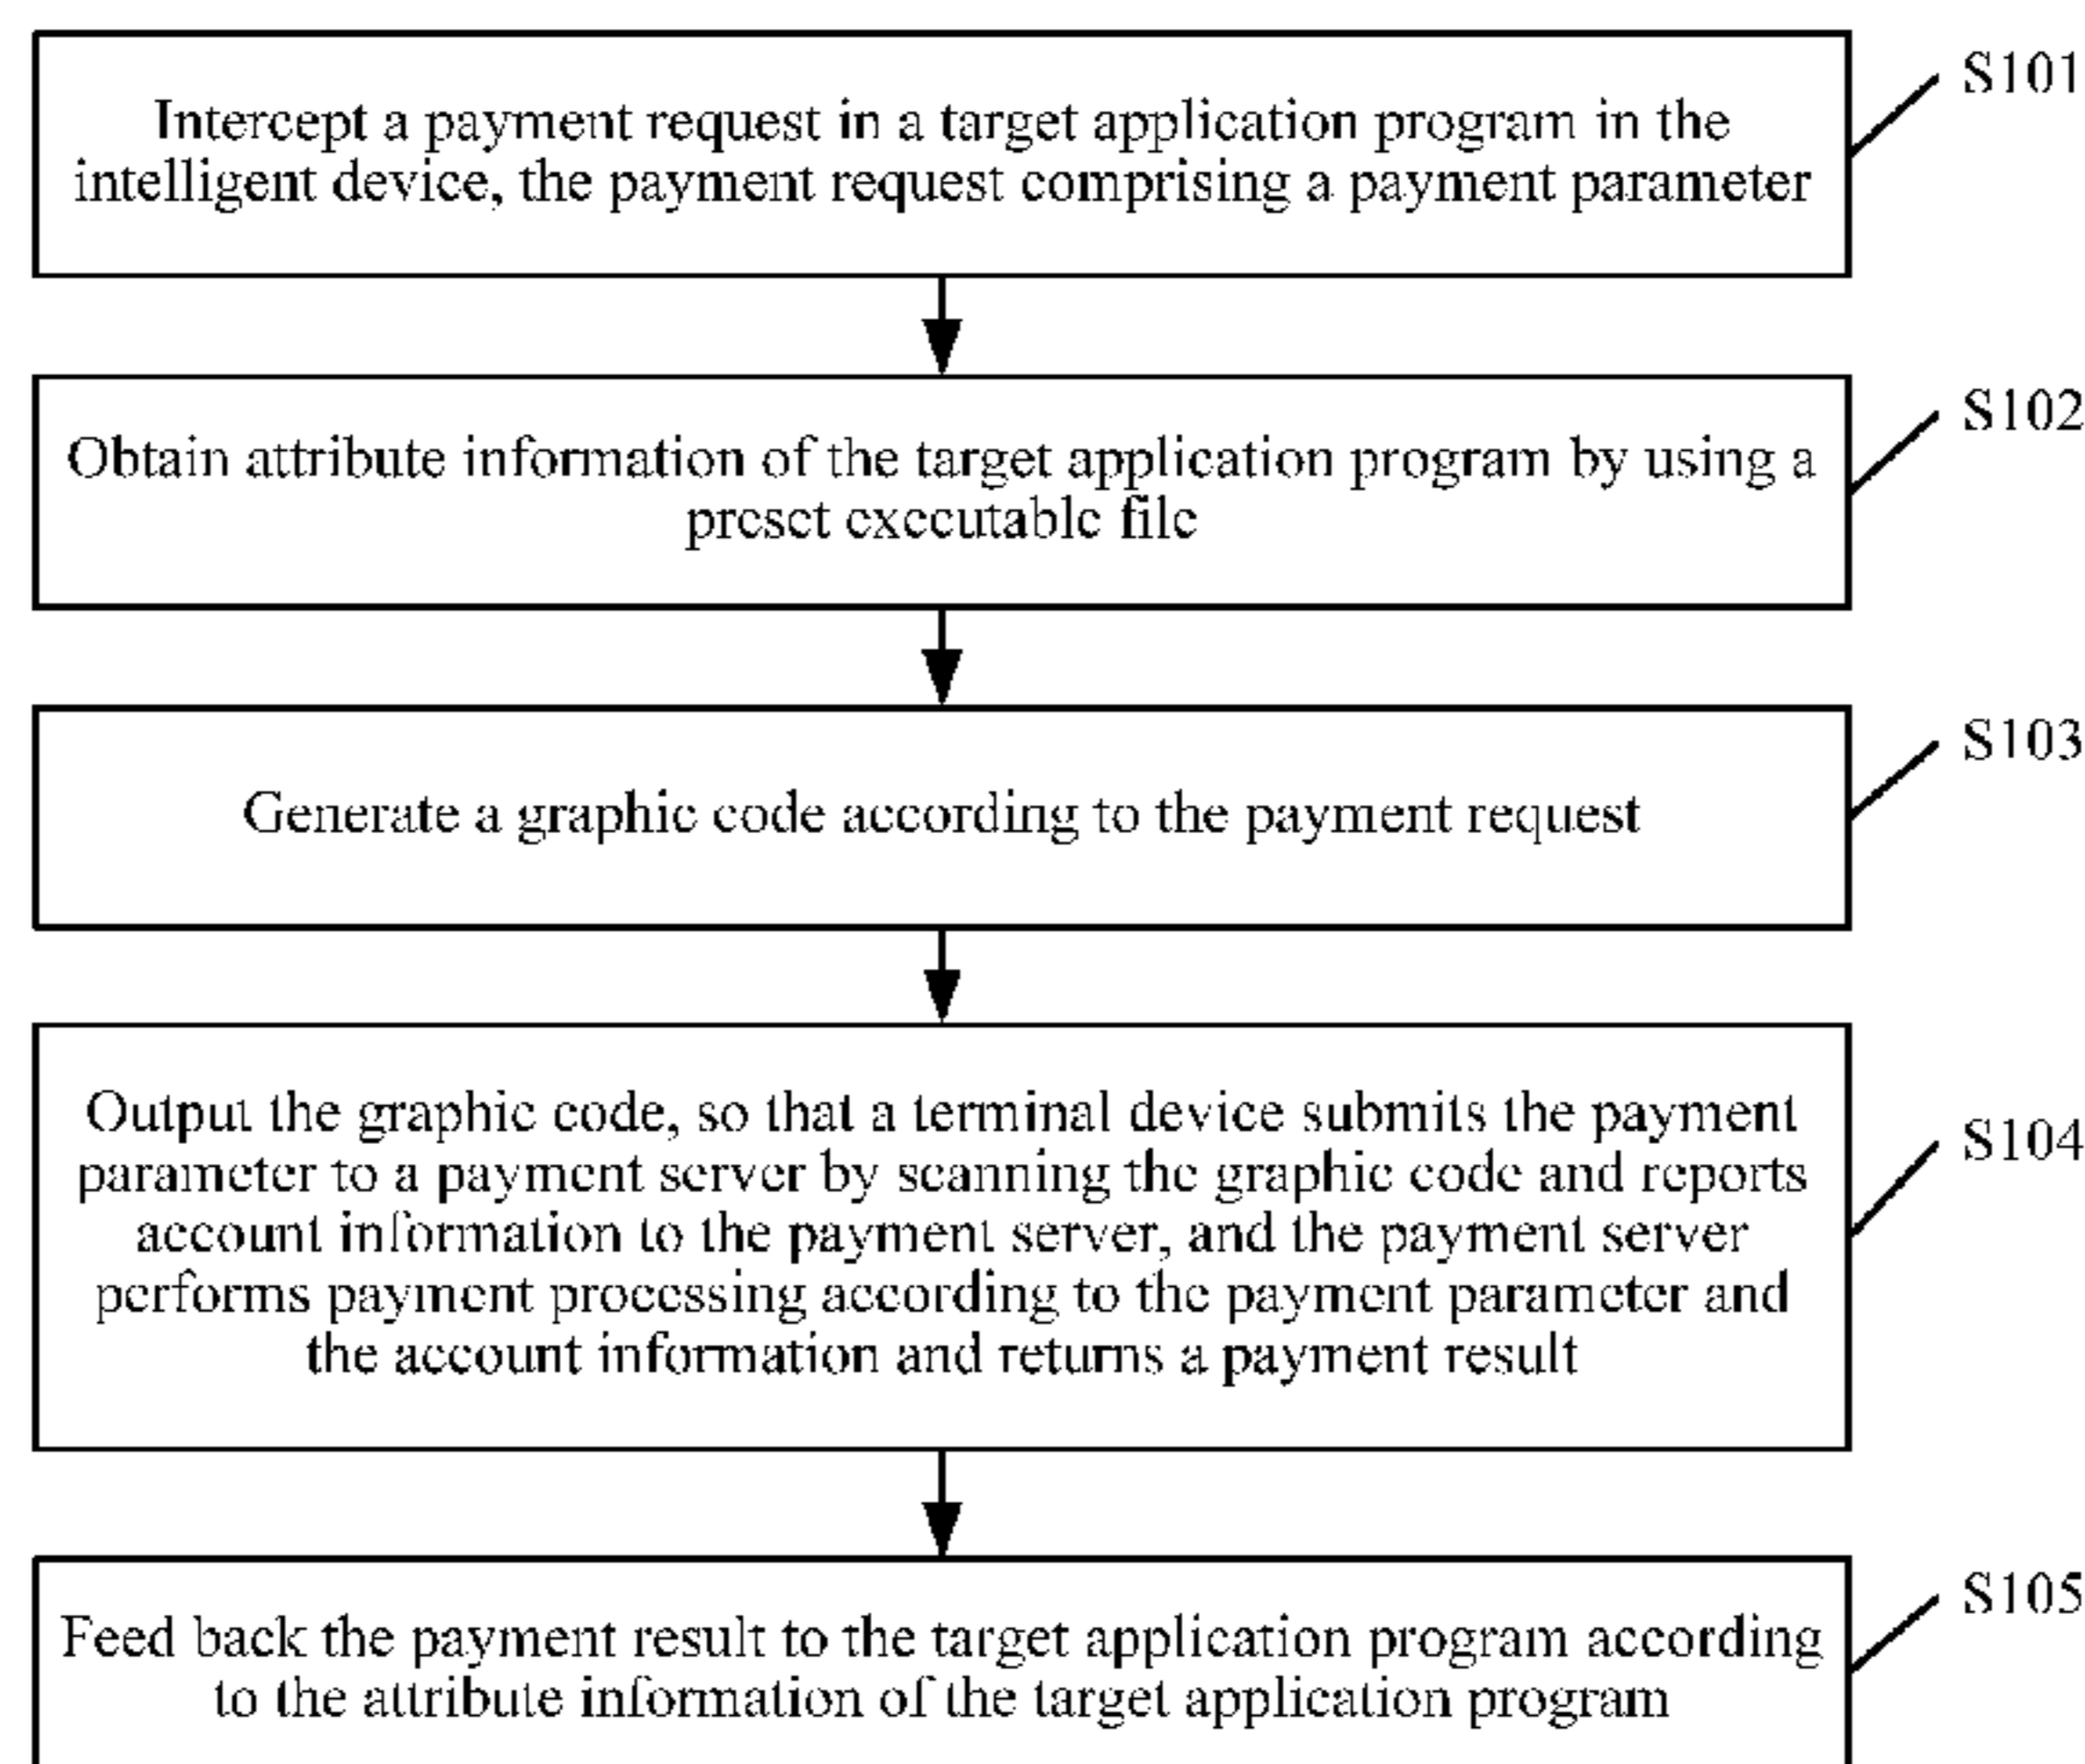 Intercept a payment request in a target application program in the
intelligent device, the payment request comprising a payment parameter
S101
Obtain attribute information of the target application program by using a
preset executable file
S102
Generate a graphic code according to the payment request
S103
Output the graphic code, so that a terminal device submits the payment
parameter to a payment server by scanning the graphic code and reports
account information to the payment server, and the payment server
performs payment processing according to the payment parameter and
the account information and returns a payment result
S104
Feed back the payment result to the target application program according
to the attribute information of the target application program
S105